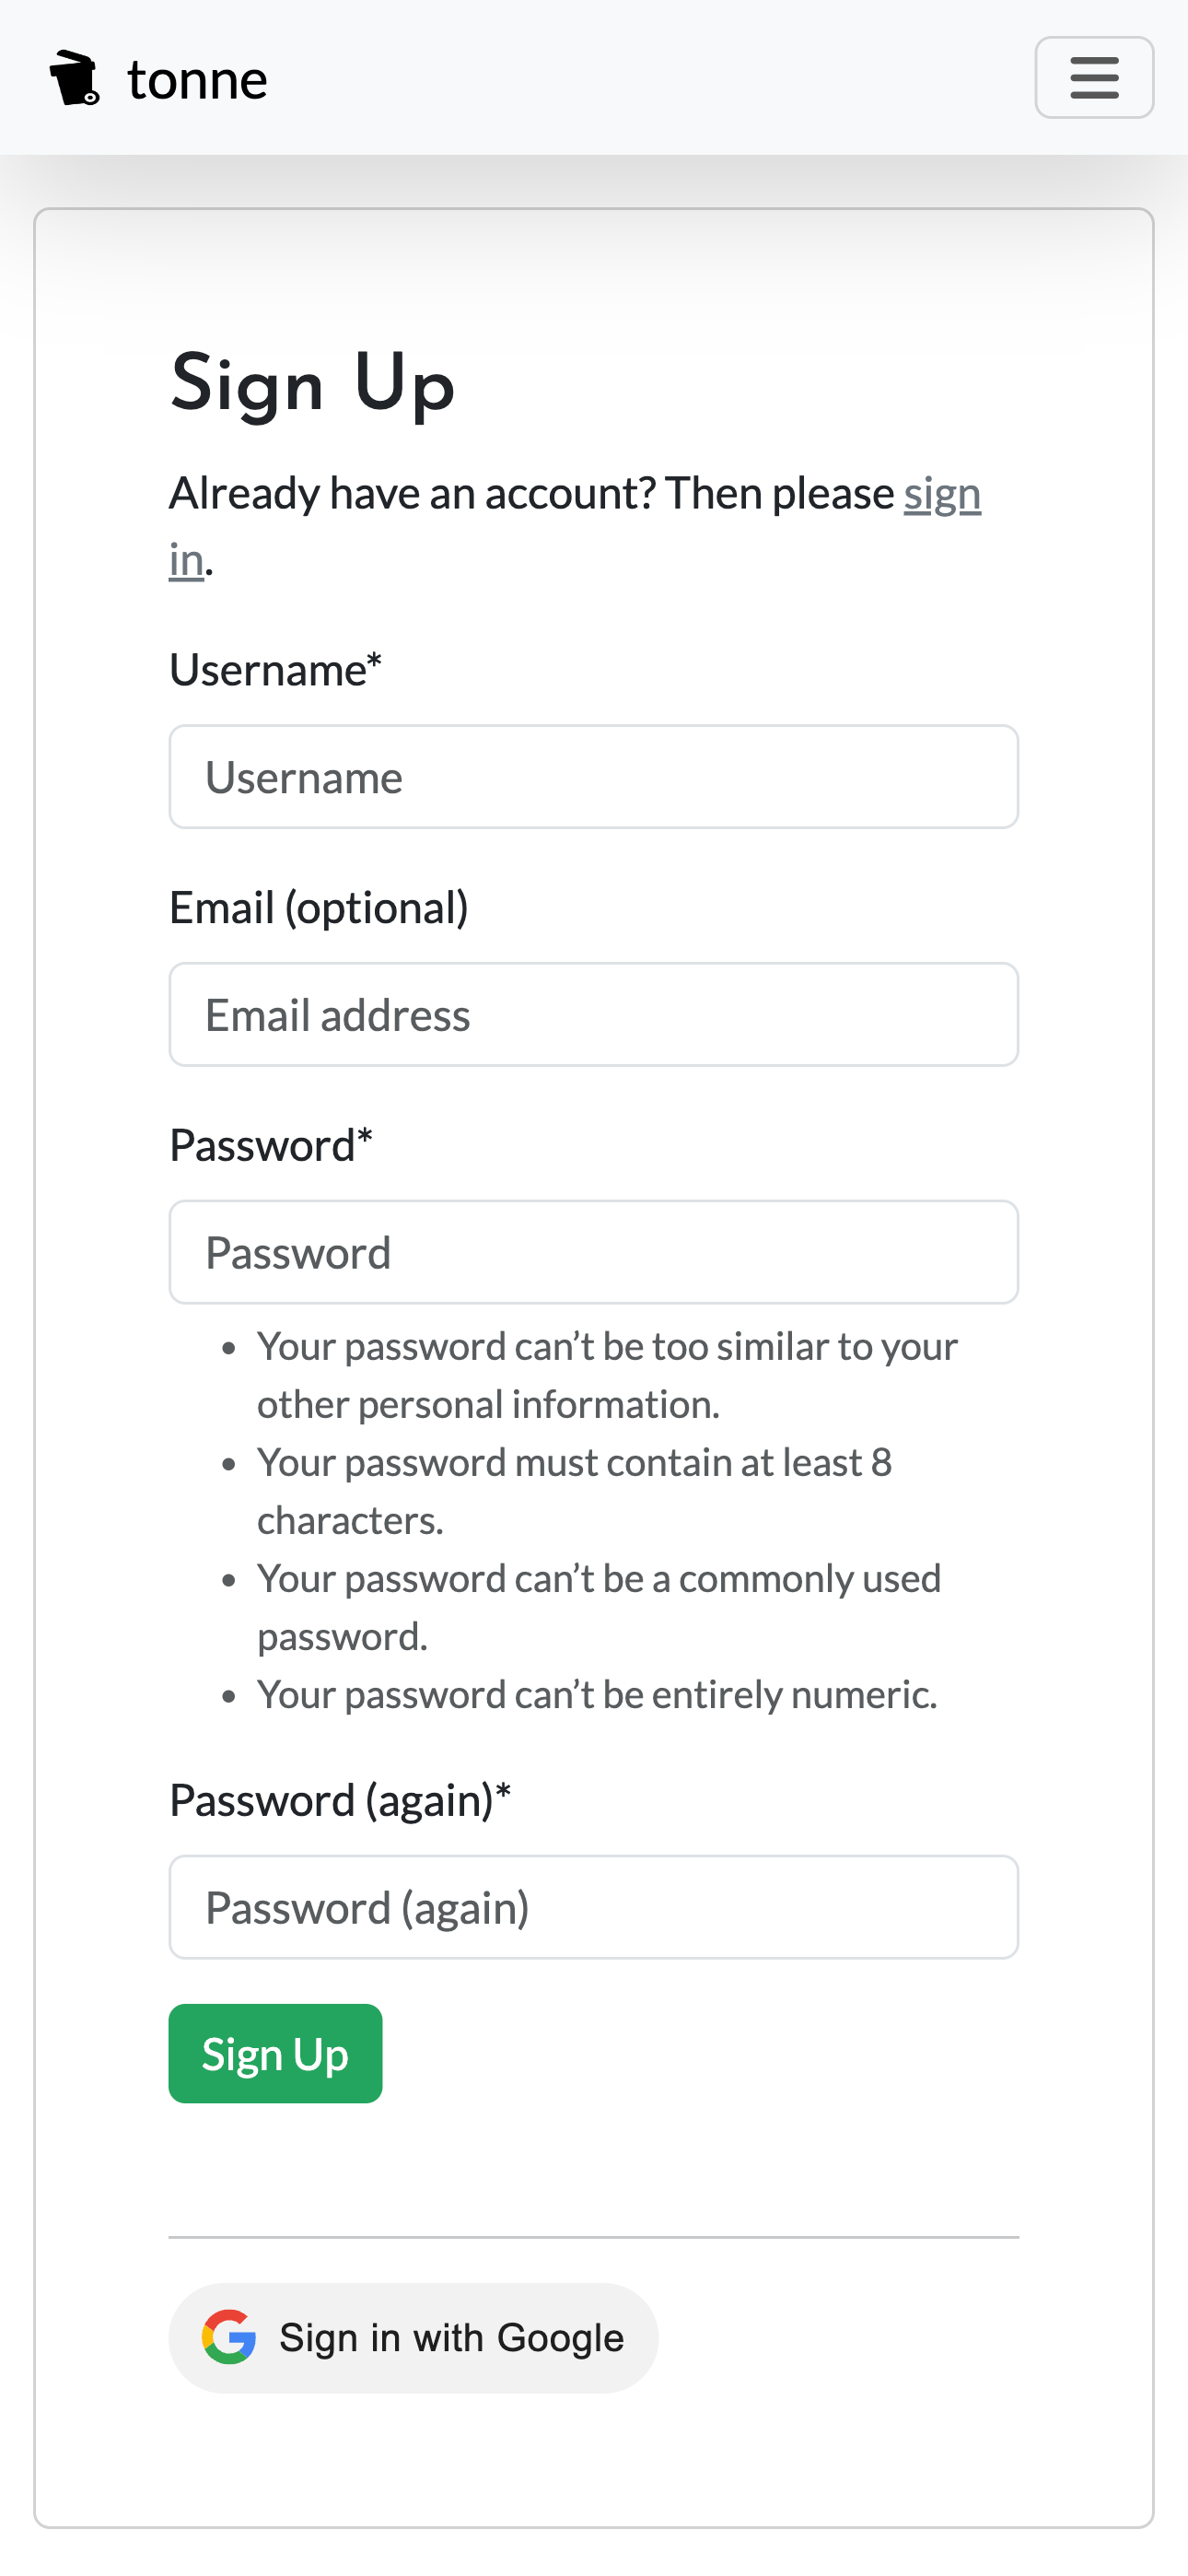 tonne
Sign Up
Already have an account? Then please sign
in.
Username*
Username
Email (optional)
Email address
Password*
Password
• Your password can’t be too similar to your
other personal information.
• Your password must contain at least 8
characters.
• Your password can’t be a commonly used
password.
• Your password can’t be entirely numeric.
Password (again)*
Password (again)
Sign Up
Sign in with Google